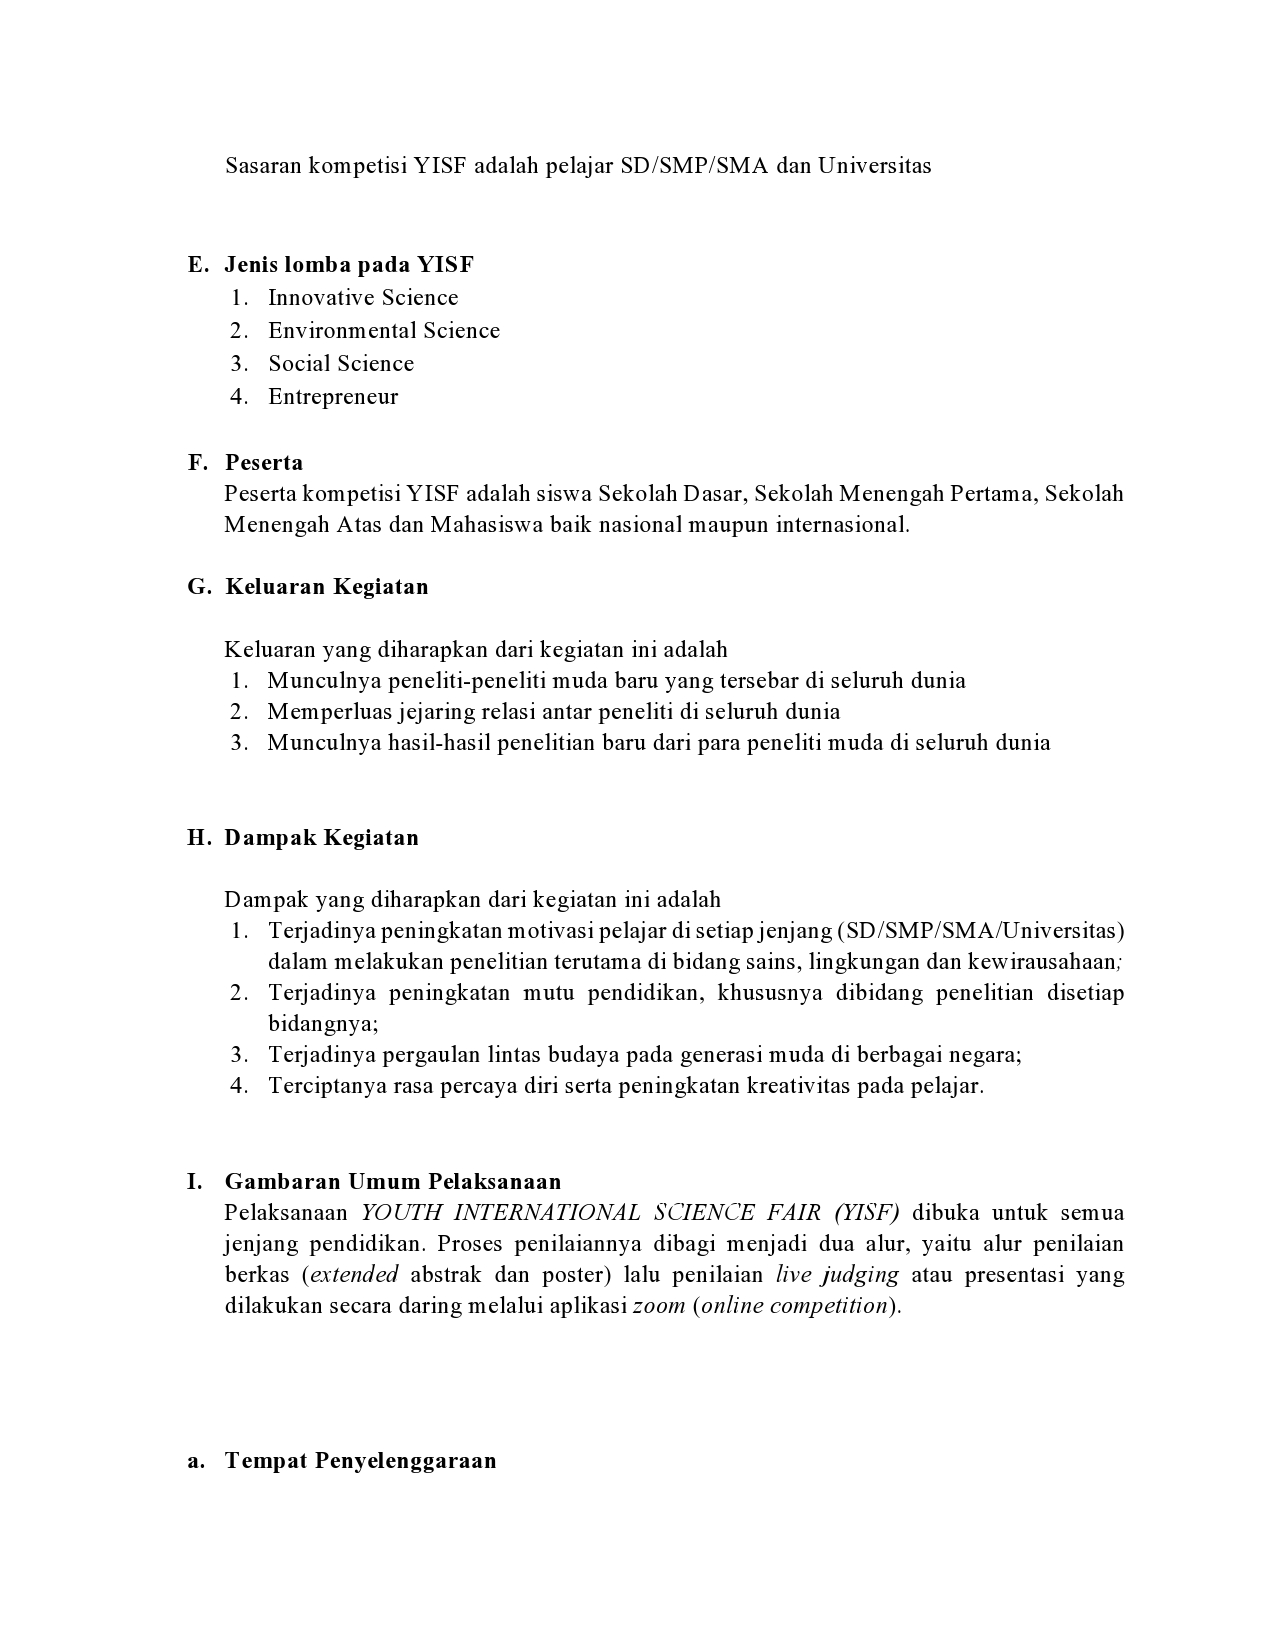 Sasaran kompetisi YISF adalah pelajar SD/SMP/SMA dan Universitas
E. Jenis lomba pada YISF
1. Innovative Science
2. Environmental Science
3. Social Science
4. Entrepreneur
F. Peserta
Peserta kompetisi YISF adalah siswa Sekolah Dasar, Sekolah Menengah Pertama, Sekolah
Menengah Atas dan Mahasiswa baik nasional maupun internasional.
G. Keluaran Kegiatan
Keluaran yang diharapkan dari kegiatan ini adalah
1. Munculnya peneliti-peneliti muda baru yang tersebar di seluruh dunia
2. Memperluas jejaring relasi antar peneliti di seluruh dunia
3. Munculnya hasil-hasil penelitian baru dari para peneliti muda di seluruh dunia
H. Dampak Kegiatan
Dampak yang diharapkan dari kegiatan ini adalah
1. Terjadinya peningkatan motivasi pelajar di setiap jenjang (SD/SMP/SMA/Universitas)
dalam melakukan penelitian terutama di bidang sains, lingkungan dan kewirausahaan;
2. Terjadinya peningkatan mutu pendidikan, khususnya dibidang penelitian disetiap
bidangnya;
3. Terjadinya pergaulan lintas budaya pada generasi muda di berbagai negara;
4. Terciptanya rasa percaya diri serta peningkatan kreativitas pada pelajar.
I. Gambaran Umum Pelaksanaan
Pelaksanaan YOUTH INTERNATIONAL SCIENCE FAIR (YISF) dibuka untuk semua
jenjang pendidikan. Proses penilaiannya dibagi menjadi dua alur, yaitu alur penilaian
berkas (extended abstrak dan poster) lalu penilaian live judging atau presentasi yang
dilakukan secara daring melalui aplikasi zoom (online competition).
a. Tempat Penyelenggaraan